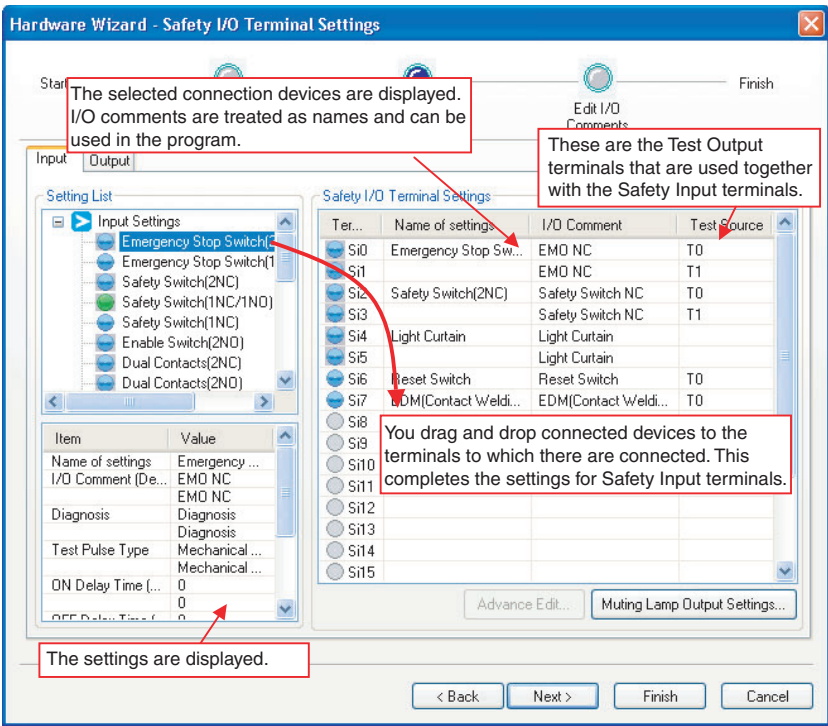 Hardware Wizard - Safety I/O Terminal Settings
Finish
Edit I/O
Comments
The selected connection devices are displayed.
I/O comments are treated as names and can be
used in the program.
These are the Test Output
terminals that are used together
with the Safety Input terminals.
Input Output
Setting List
Input Settings
Emergency Stop Switch(2
Emergency Stop Switch(1
Safety Switch(2NC)
Safety Switch(1NC/1NO)
Safety Switch(1NC)
Enable Switch(2NO)
Dual Contacts(2NC)
Dual Contacts(2NO)
Item Value
Name of settings Emergency ...
I/O Comment (De... EMO NC
EMO NC
Diagnosis Diagnosis
Diagnosis
Test Pulse Type Mechanical ...
Mechanical ...
ON Delay Time (... 0
0
OFF Delay Time ( 0
The settings are displayed.
Safety I/O Terminal Settings
Ter... Name of settings I/O Comment Test Source
Si0 Emergency Stop Sw... EMO NC T0
Si1 EMO NC T1
Si2 Safety Switch(2NC) Safety Switch NC T0
Si3 Safety Switch NC T1
Si4 Light Curtain Light Curtain
Si5 Light Curtain
Si6 Reset Switch Reset Switch T0
Si7 EDM(Contact Weldi... EDM(Contact Weldi... T0
Si8
Si9
Si10
Si11
Si12
Si13
Si14
Si15
You drag and drop connected devices to the
terminals to which there are connected. This
completes the settings for Safety Input terminals.
Advance Edit... Muting Lamp Output Settings...
< Back Next > Finish Cancel